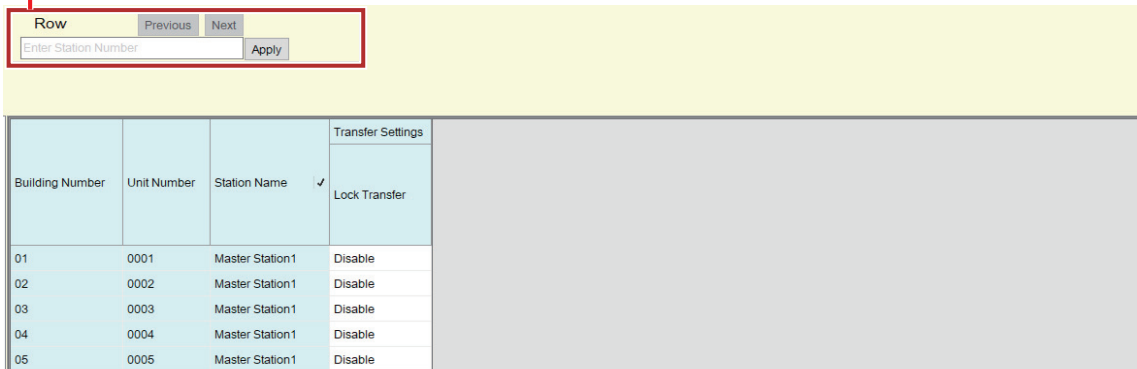 Row Previous Next
Enter Station Number Apply
Transfer Settings
Building Number Unit Number Station Name ✓ Lock Transfer
01 0001 Master Station1 Disable
02 0002 Master Station1 Disable
03 0003 Master Station1 Disable
04 0004 Master Station1 Disable
05 0005 Master Station1 Disable